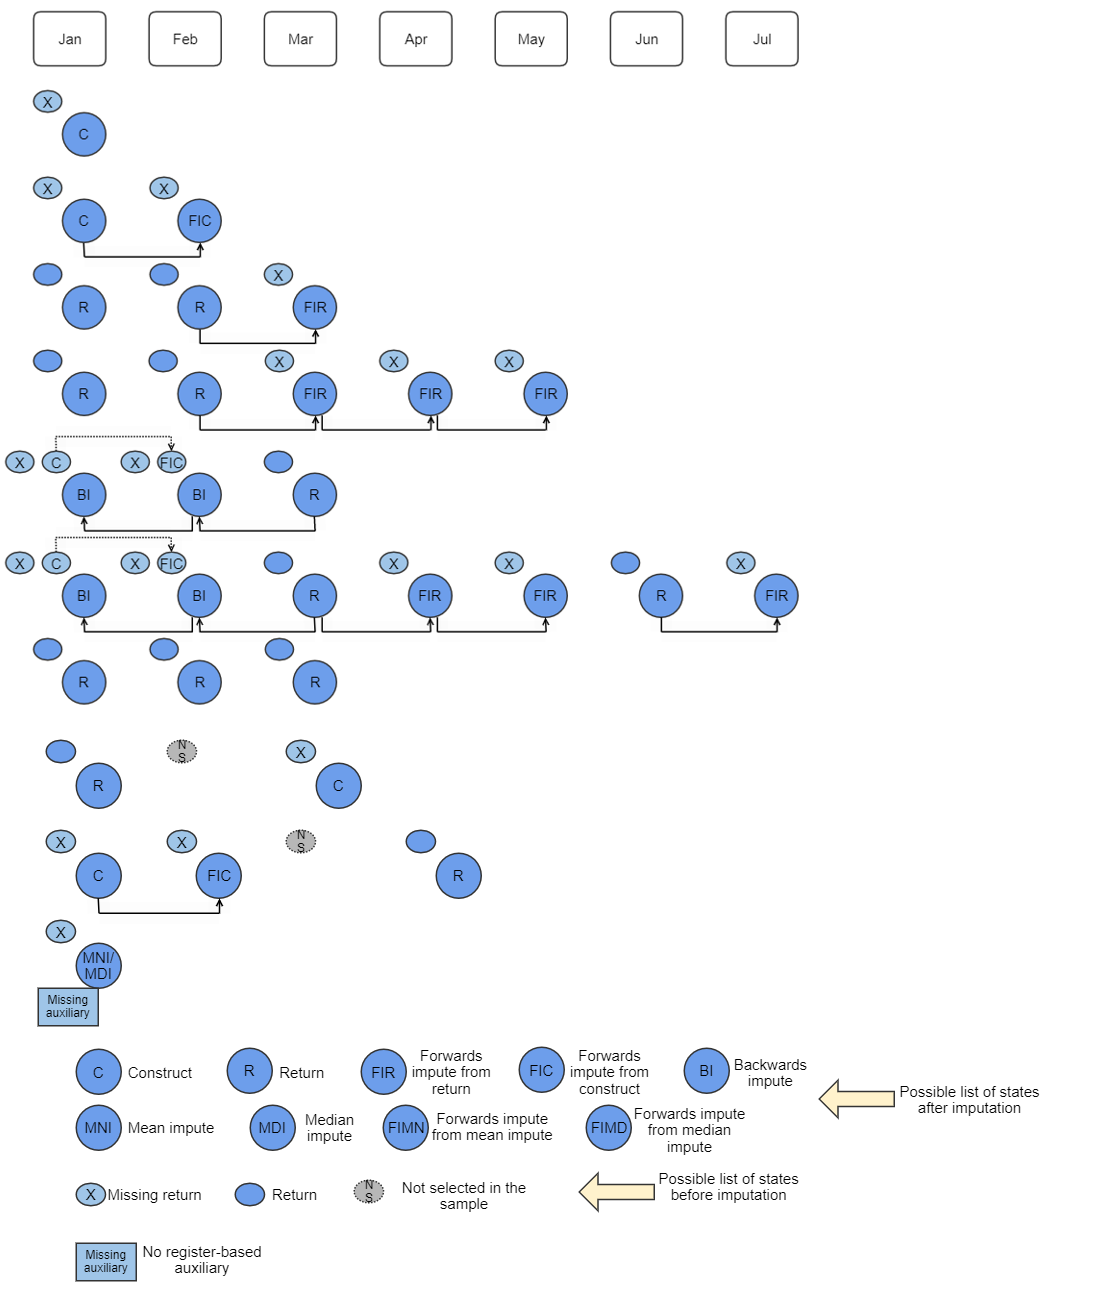 Jan Feb Mar Apr May Jun Jul
X
C
X X
C FIC
X
R R FIR
X X X
R R FIR FIR FIR
X C X FIC
BI BI R
X C X FIC X X X
BI BI R FIR FIR R FIR
R R R
N
S
X
R C
X X N
S
C FIC R
X
MNI/
MDI
Missing
auxiliary
C Construct
R Return
FIR Forwards
impute from
return
FIC Forwards
impute from
construct
BI Backwards
impute
Possible list of states
after imputation
MNI Mean impute
MDI Median
impute
FIMN Forwards impute
from mean impute
FIMD Forwards impute
from median
impute
X Missing return
Return
N
S
Not selected in the
sample
Possible list of states
before imputation
Missing
auxiliary
No register-based
auxiliary